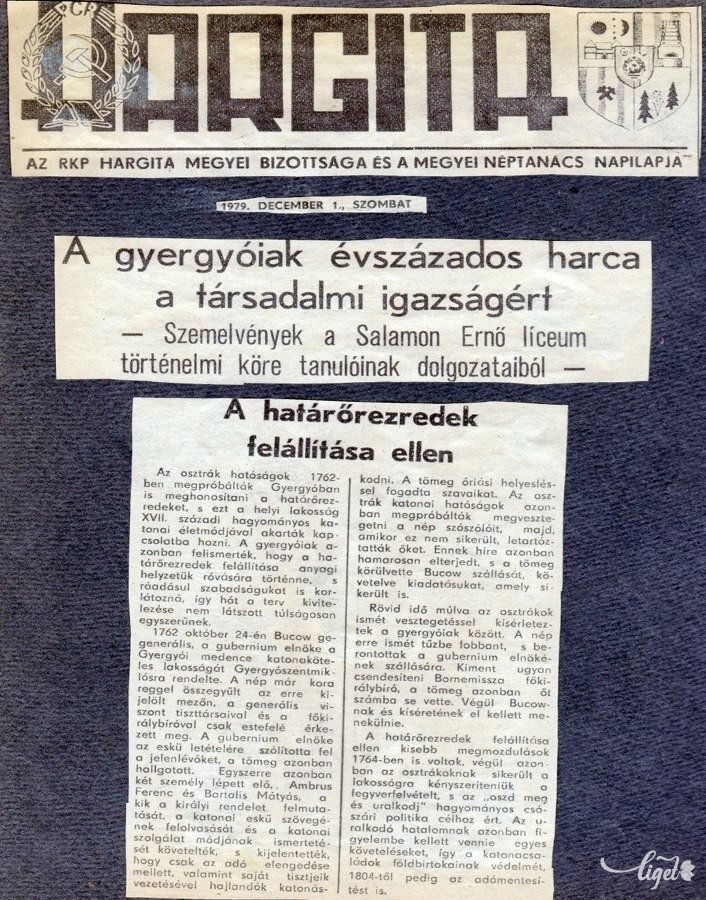 PCR
HARGITA
AZ RKP HARGITA MEGYEI BIZOTTSÁGA ÉS A MEGYEI NÉPTANÁCS NAPILAPJA
1979. DECEMBER 1., SZOMBAT
A gyergyóiak évszázados harca
a társadalmi igazságért
— Szemelvények a Salamon Ernő líceum
történelmi köre tanulóinak dolgozataiból —
A határőrezredek
felállítása ellen
Az osztrák hatóságok 1762-
ben megpróbálták Gyergyóban
is meghonosítani a határőrez-
redeket, s ezt a helyi lakosság
XVII. századi hagyományos ka-
tonai életmódjával akarták kap-
csolatba hozni. A gyergyóiak a-
zonban felismerték, hogy a ha-
tárőrezredek felállítása anyagi
helyzetük róvására történne, s
ráadásul szabadságukat is kor-
látozná, így hát a terv kivite-
lezése nem látszott túlságosan
egyszerűnek.
1762 október 24-én Bucow ge-
generális, a gubernium elnöke a
Gyergyói medence katonaköte-
les lakosságát Gyergyószentmik-
lósra rendelte. A nép már kora
reggel összegyűlt az erre ki-
jelölt mezőn, a generális vi-
szont tiszttársaival és a fő-
királybíróval csak estefelé érke-
zett meg. A gubernium elnöke
az eskü letételére szólította fel
a jelenlévőket, a tömeg azonban
hallgatott. Egyszerre azonban
két személy lépett elő, Ambrus
Ferenc és Bartalis Mátyás, a
kik a királyi rendelet felmuta-
tását, a katonai eskü szövegé-
nek felolvasását és a katonai
szolgálat módjának ismerteté-
sét követelték, s kijelentették,
hogy csak az adó elengedése
mellett, valamint saját tisztjeik
vezetésével hajlandók katonás-
kodni. A tömeg óriási helyeslés-
sel fogadta szavaikat. Az osz-
trák katonai hatóságok azon-
ban megpróbálták megveszte-
getni a nép szószólóit, majd,
amikor ez nem sikerült, letartóz-
tatták őket. Ennek híre azonban
hamarosan elterjedt, s a tömeg
körülvette Bucow szállását, kö-
vetelve kiadatásukat, amely si-
került is.
Rövid idő múlva az osztrákok
ismét vesztegetéssel kísérletez-
tek a gyergyóiak között. A nép
erre ismét tűzbe fobbant, s be-
rontottak a gubernium elnöké-
nek szállására. Kiment ugyan
csendesíteni Bornemissza főki-
rálybíró, a tömeg azonban őt
számba se vette. Végül Bucow-
nak és kíséretének el kellett me-
nekülnie.
A határőrezredek felállítása
ellen kisebb megmozdulások
1764-ben is voltak, végül azon-
ban az osztrákoknak sikerült a
lakosságra kényszeríteniük a
fegyverfelvételt, s az „oszd meg
és uralkodj” hagyományos csá-
szári politika célhoz ért. Az u-
ralkodó hatalomnak azonban fi-
gyelembe kellett vennie egyes
követeléseket, így a katonacsa-
ládok földbirtokainak védelmét,
1804-től pedig az adómentesí-
tést is.
liget